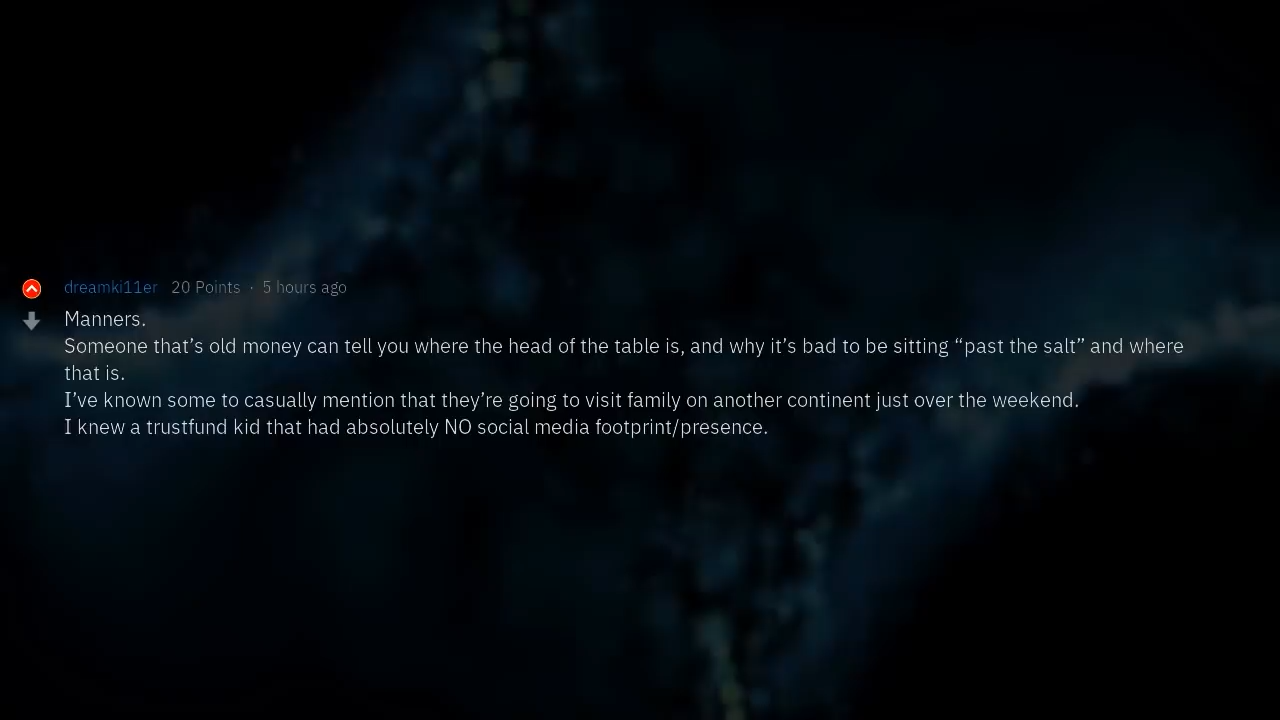 dreamki11er 20 Points · 5 hours ago
Manners.
Someone that’s old money can tell you where the head of the table is, and why it’s bad to be sitting “past the salt” and where
that is.
I’ve known some to casually mention that they’re going to visit family on another continent just over the weekend.
I knew a trustfund kid that had absolutely NO social media footprint/presence.